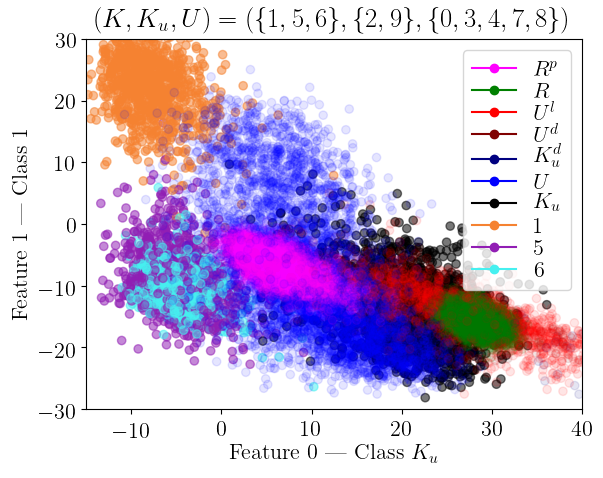 (K, K_u, U) = ({1, 5, 6}, {2, 9}, {0, 3, 4, 7, 8})
30
20
10
0
−10
−20
−30
Feature 1 — Class 1
R^p
R
U^l
U^d
K_u^d
U
K_u
1
5
6
−10
0
10
20
30
40
Feature 0 — Class K_u